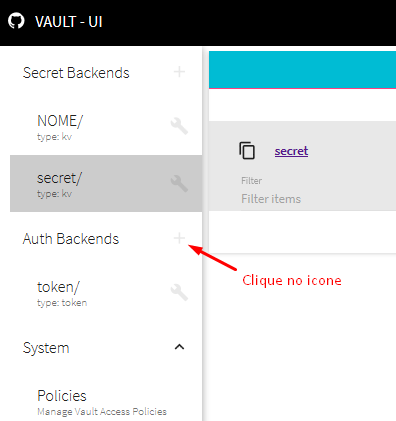 VAULT - UI
Secret Backends
NOME/
type: kv
secret/
type: kv
Auth Backends
token/
type: token
System
Policies
Manage Vault Access Policies
secret
Filter
Filter items
Clique no icone